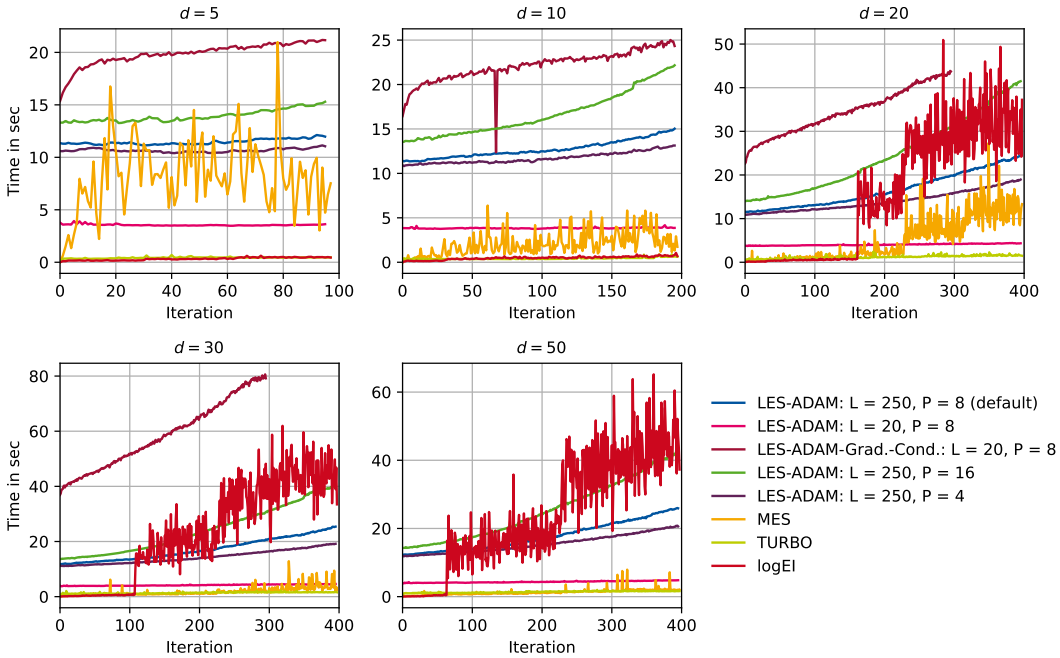 d = 5
d = 10
d = 20
Time in sec
20
15
10
5
0
0 20 40 60 80 100
Iteration
25
20
15
10
5
0
0 50 100 150 200
Iteration
50
40
30
20
10
0
0 100 200 300 400
Iteration
d = 30
d = 50
Time in sec
80
60
40
20
0
0 100 200 300 400
Iteration
60
40
20
0
0 100 200 300 400
Iteration
LES-ADAM: L = 250, P = 8 (default)
LES-ADAM: L = 20, P = 8
LES-ADAM-Grad.-Cond.: L = 20, P = 8
LES-ADAM: L = 250, P = 16
LES-ADAM: L = 250, P = 4
MES
TURBO
logEI